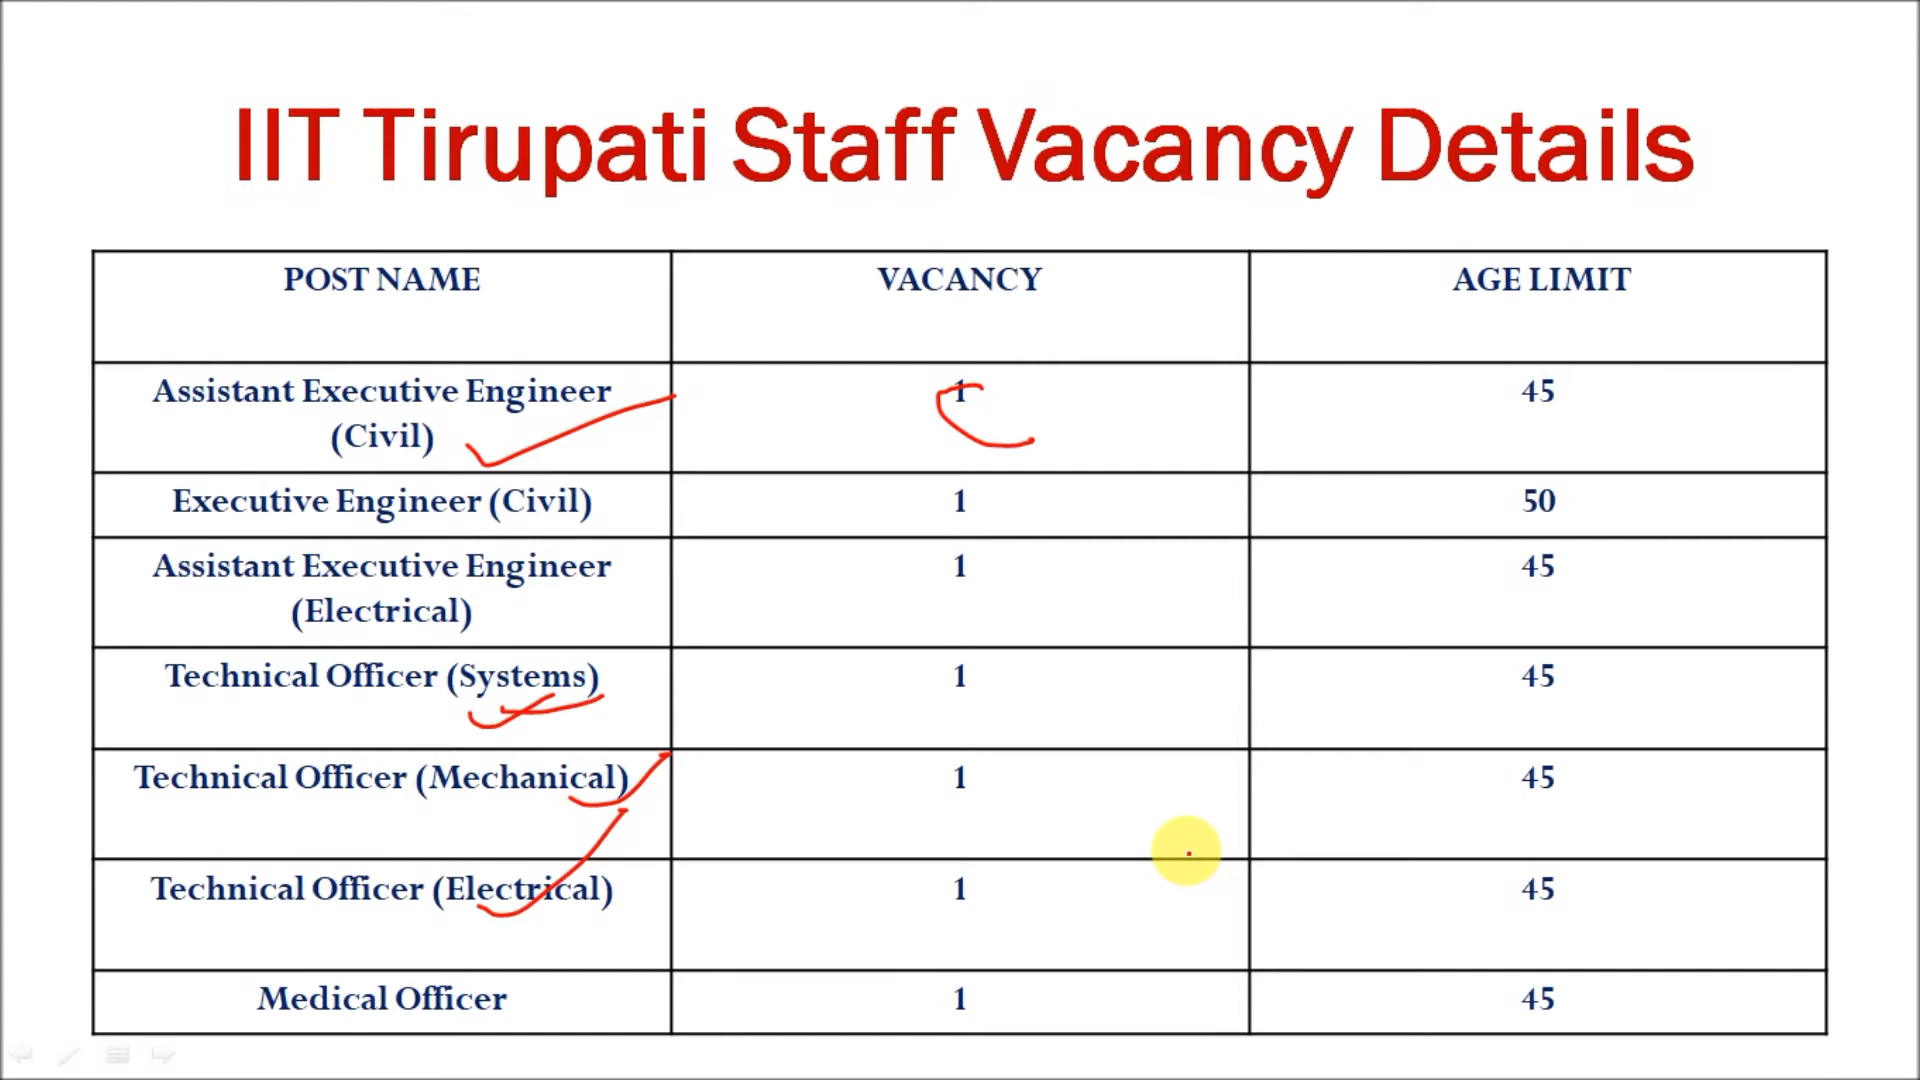 IIT Tirupati Staff Vacancy Details
POST NAME VACANCY AGE LIMIT
Assistant Executive Engineer 1 45
(Civil)
Executive Engineer (Civil) 1 50
Assistant Executive Engineer 1 45
(Electrical)
Technical Officer (Systems) 1 45
Technical Officer (Mechanical) 1 45
Technical Officer (Electrical) 1 45
Medical Officer 1 45